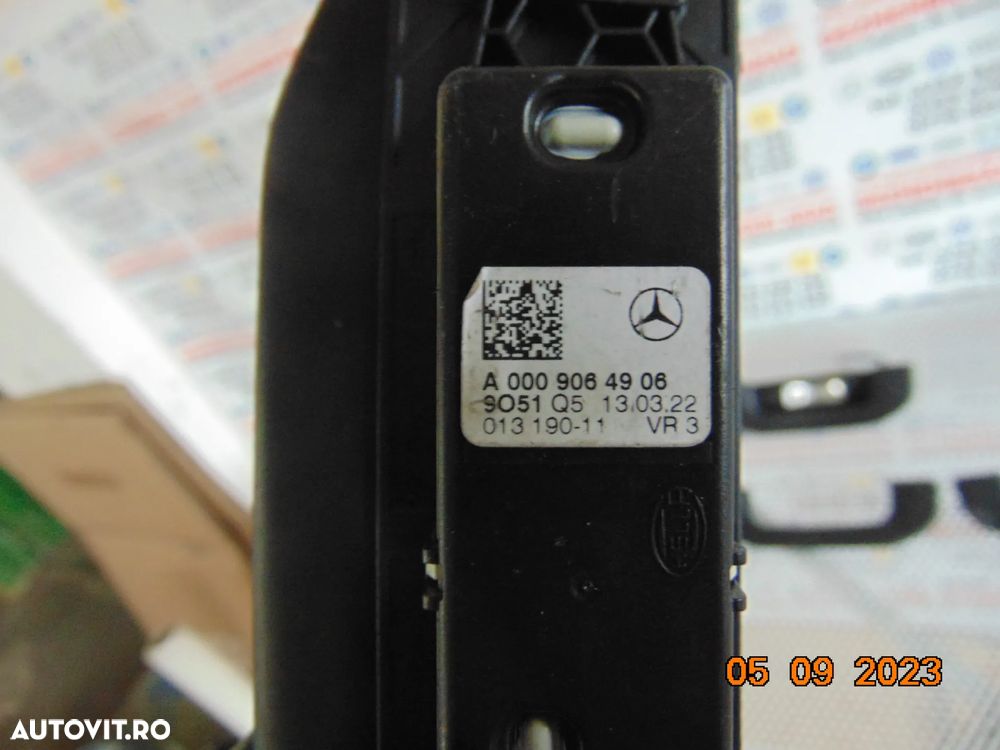 A 000 906 49 06
9O51 Q5 13.03.22
013 190-11 VR 3
HELLA
05 09 2023
AUTOVIT.RO